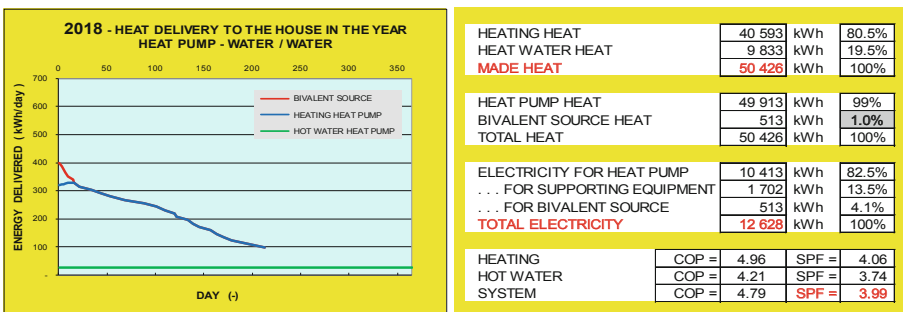 2018 - HEAT DELIVERY TO THE HOUSE IN THE YEAR
HEAT PUMP - WATER / WATER
0 50 100 150 200 250 300 350
700
600
500
400
300
200
100
-
ENERGY DELIVERED ( kWh/day )
BIVALENT SOURCE
HEATING HEAT PUMP
HOT WATER HEAT PUMP
DAY (-)
HEATING HEAT 40 593 kWh 80.5%
HEAT WATER HEAT 9 833 kWh 19.5%
MADE HEAT 50 426 kWh 100%
HEAT PUMP HEAT 49 913 kWh 99%
BIVALENT SOURCE HEAT 513 kWh 1.0%
TOTAL HEAT 50 426 kWh 100%
ELECTRICITY FOR HEAT PUMP 10 413 kWh 82.5%
. . . FOR SUPPORTING EQUIPMENT 1 702 kWh 13.5%
. . . FOR BIVALENT SOURCE 513 kWh 4.1%
TOTAL ELECTRICITY 12 628 kWh 100%
HEATING COP = 4.96 SPF = 4.06
HOT WATER COP = 4.21 SPF = 3.74
SYSTEM COP = 4.79 SPF = 3.99